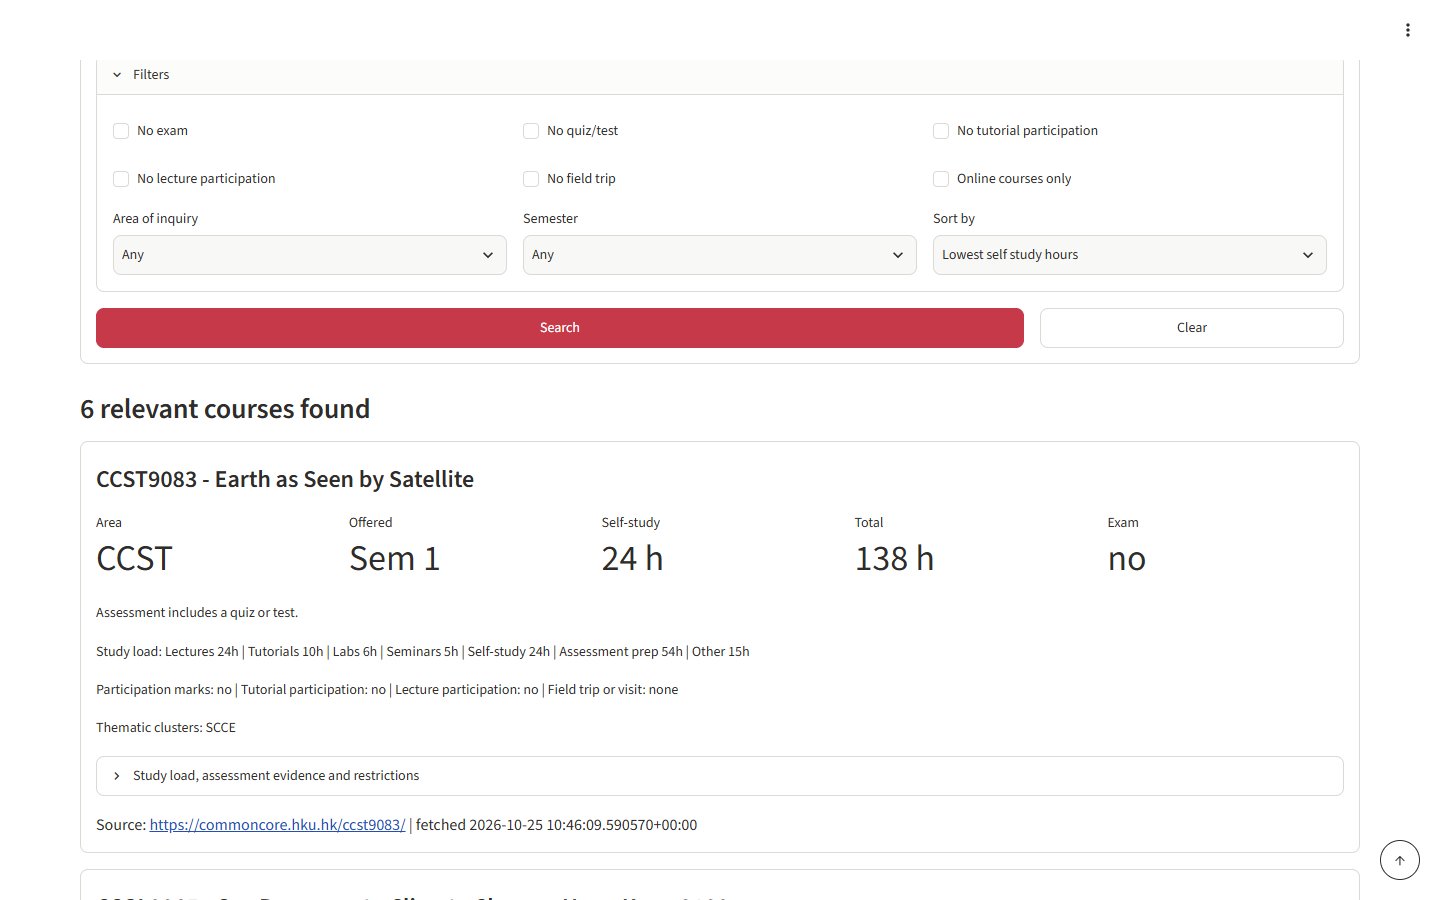 Filters
No exam
No quiz/test
No tutorial participation
No lecture participation
No field trip
Online courses only
Area of inquiry
Semester
Sort by
Any
Any
Lowest self study hours
Search
Clear
6 relevant courses found
CCST9083 - Earth as Seen by Satellite
Area
Offered
Self-study
Total
Exam
CCST
Sem 1
24 h
138 h
no
Assessment includes a quiz or test.
Study load: Lectures 24h | Tutorials 10h | Labs 6h | Seminars 5h | Self-study 24h | Assessment prep 54h | Other 15h
Participation marks: no | Tutorial participation: no | Lecture participation: no | Field trip or visit: none
Thematic clusters: SCCE
Study load, assessment evidence and restrictions
Source: https://commoncore.hku.hk/ccst9083/ | fetched 2026-10-25 10:46:09.590570+00:00